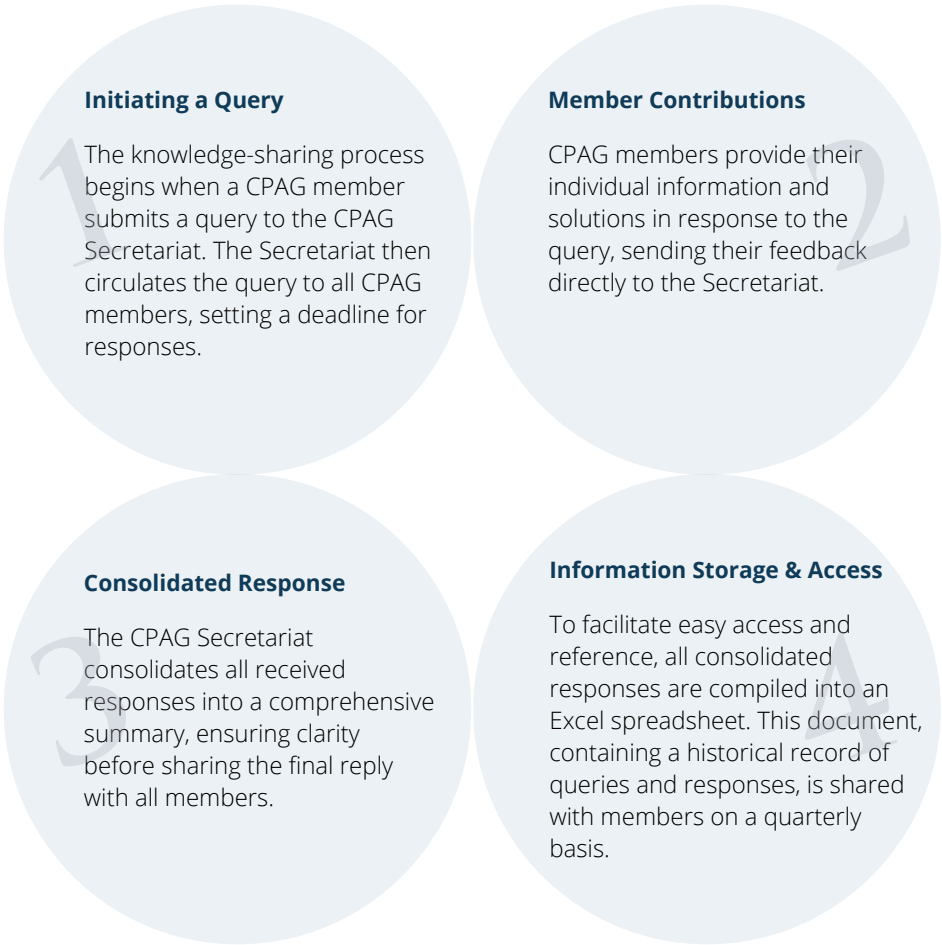 1
Initiating a Query
The knowledge-sharing process
begins when a CPAG member
submits a query to the CPAG
Secretariat. The Secretariat then
circulates the query to all CPAG
members, setting a deadline for
responses.
2
Member Contributions
CPAG members provide their
individual information and
solutions in response to the
query, sending their feedback
directly to the Secretariat.
3
Consolidated Response
The CPAG Secretariat
consolidates all received
responses into a comprehensive
summary, ensuring clarity
before sharing the final reply
with all members.
4
Information Storage & Access
To facilitate easy access and
reference, all consolidated
responses are compiled into an
Excel spreadsheet. This document,
containing a historical record of
queries and responses, is shared
with members on a quarterly
basis.